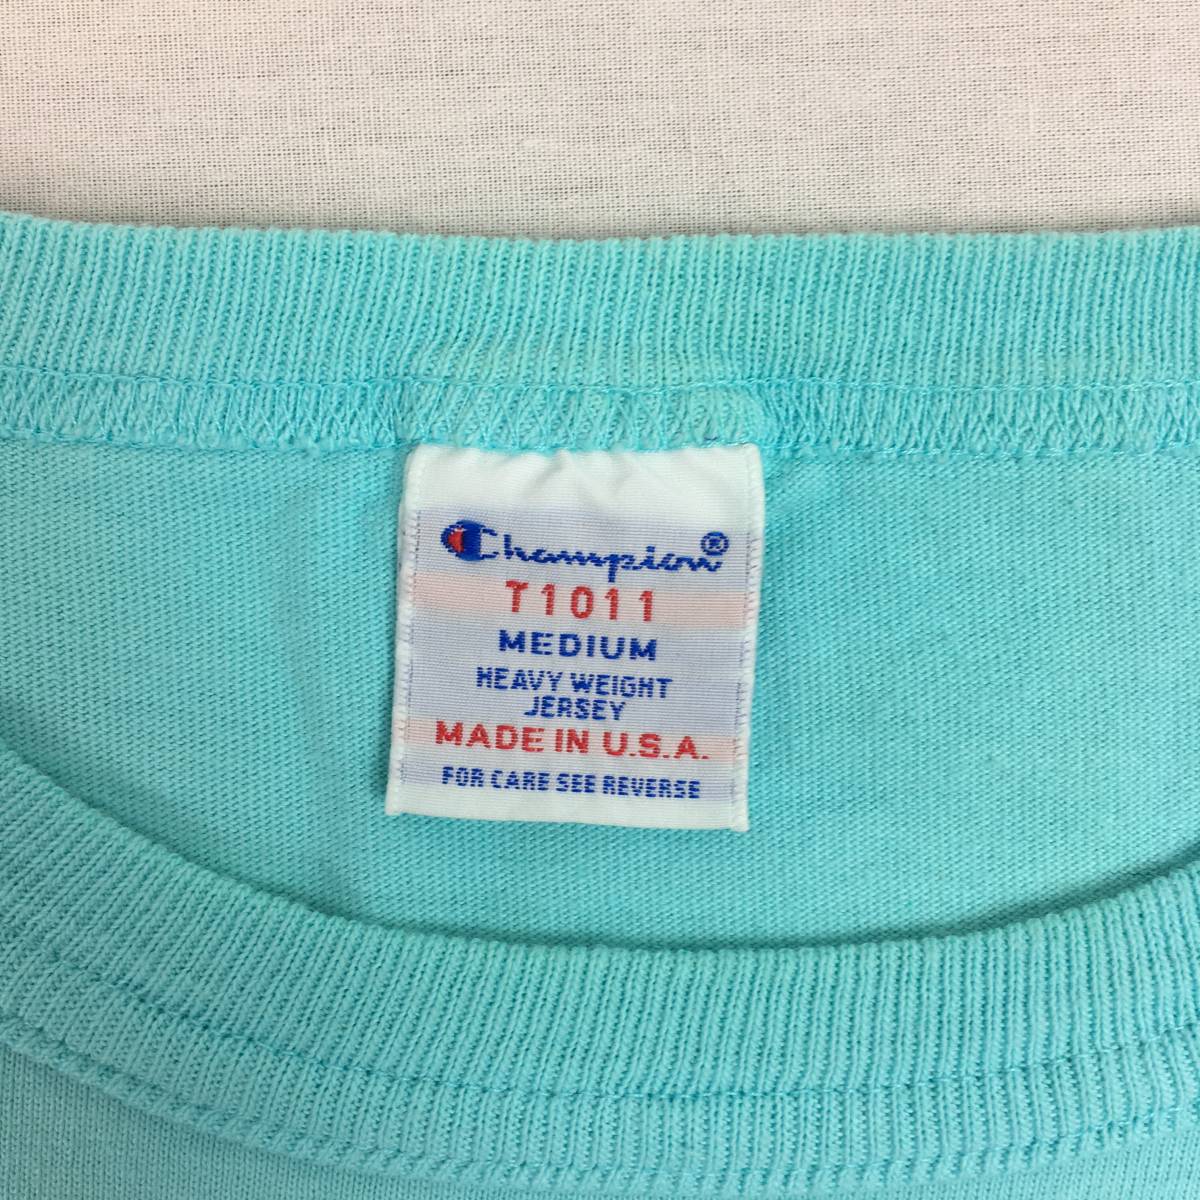 Champion®
T1011
MEDIUM
HEAVY WEIGHT
JERSEY
MADE IN U.S.A.
FOR CARE SEE REVERSE